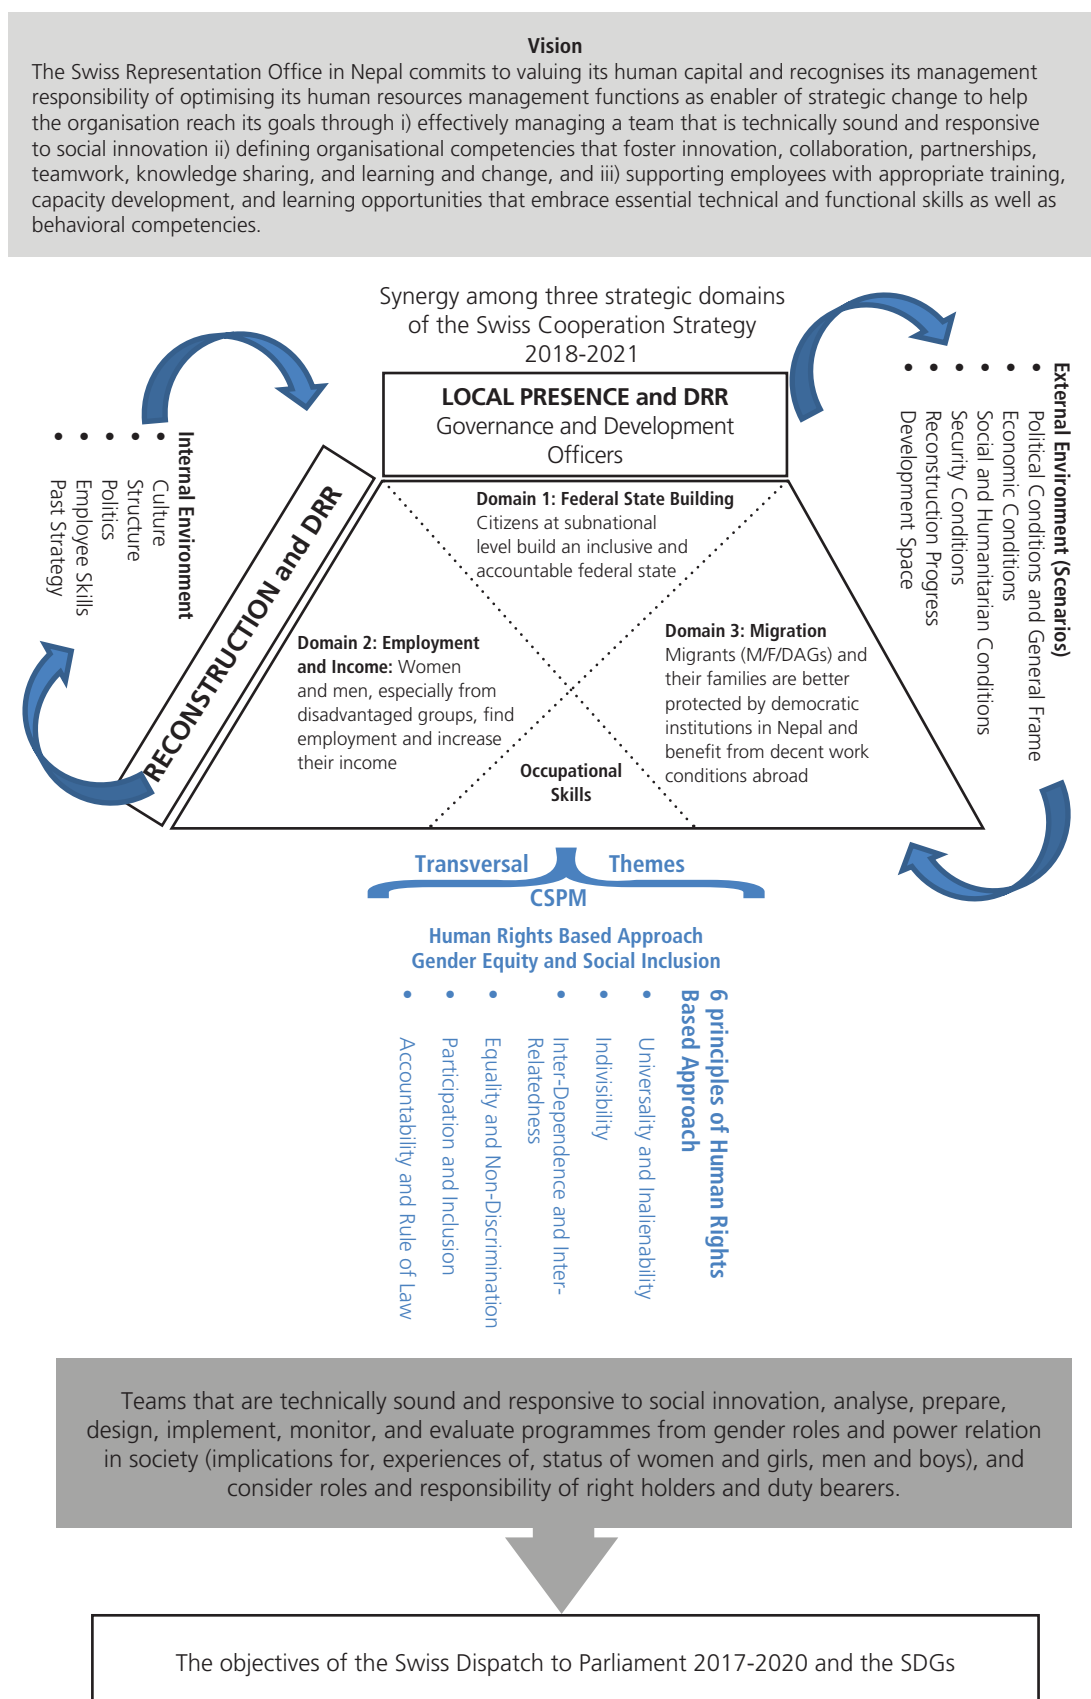 Vision
The Swiss Representation Office in Nepal commits to valuing its human capital and recognises its management
responsibility of optimising its human resources management functions as enabler of strategic change to help
the organisation reach its goals through i) effectively managing a team that is technically sound and responsive
to social innovation ii) defining organisational competencies that foster innovation, collaboration, partnerships,
teamwork, knowledge sharing, and learning and change, and iii) supporting employees with appropriate training,
capacity development, and learning opportunities that embrace essential technical and functional skills as well as
behavioral competencies.
Synergy among three strategic domains
of the Swiss Cooperation Strategy
2018-2021
LOCAL PRESENCE and DRR
Governance and Development
Officers
Internal Environment
• Culture
• Structure
• Politics
• Employee Skills
• Past Strategy
RECONSTRUCTION and DRR
External Environment (Scenarios)
• Political Conditions and General Frame
• Economic Conditions
• Social and Humanitarian Conditions
• Security Conditions
• Reconstruction Progress
• Development Space
Domain 1: Federal State Building
Citizens at subnational
level build an inclusive and
accountable federal state
Domain 2: Employment
and Income: Women
and men, especially from
disadvantaged groups, find
employment and increase
their income
Domain 3: Migration
Migrants (M/F/DAGs) and
their families are better
protected by democratic
institutions in Nepal and
benefit from decent work
conditions abroad
Occupational
Skills
Transversal Themes
CSPM
Human Rights Based Approach
Gender Equity and Social Inclusion
6 principles of Human Rights
Based Approach
• Universality and Inalienability
• Indivisibility
• Inter-Dependence and Inter-
Relatedness
• Equality and Non-Discrimination
• Participation and Inclusion
• Accountability and Rule of Law
Teams that are technically sound and responsive to social innovation, analyse, prepare,
design, implement, monitor, and evaluate programmes from gender roles and power relation
in society (implications for, experiences of, status of women and girls, men and boys), and
consider roles and responsibility of right holders and duty bearers.
The objectives of the Swiss Dispatch to Parliament 2017-2020 and the SDGs